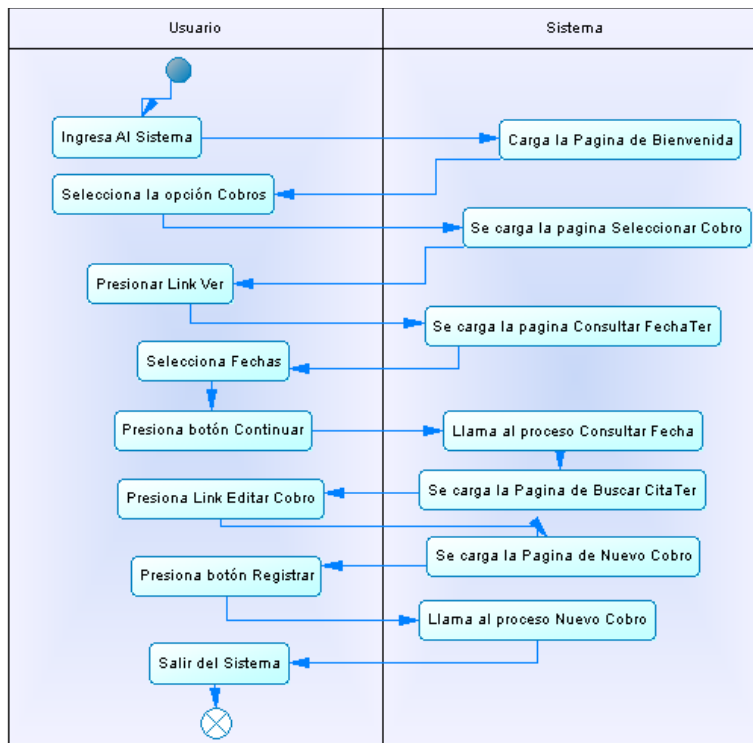 Usuario
Sistema
Ingresa Al Sistema
Carga la Pagina de Bienvenida
Selecciona la opción Cobros
Se carga la pagina Seleccionar Cobro
Presionar Link Ver
Se carga la pagina Consultar FechaTer
Selecciona Fechas
Presiona botón Continuar
Llama al proceso Consultar Fecha
Se carga la Pagina de Buscar CitaTer
Presiona Link Editar Cobro
Se carga la Pagina de Nuevo Cobro
Presiona botón Registrar
Llama al proceso Nuevo Cobro
Salir del Sistema